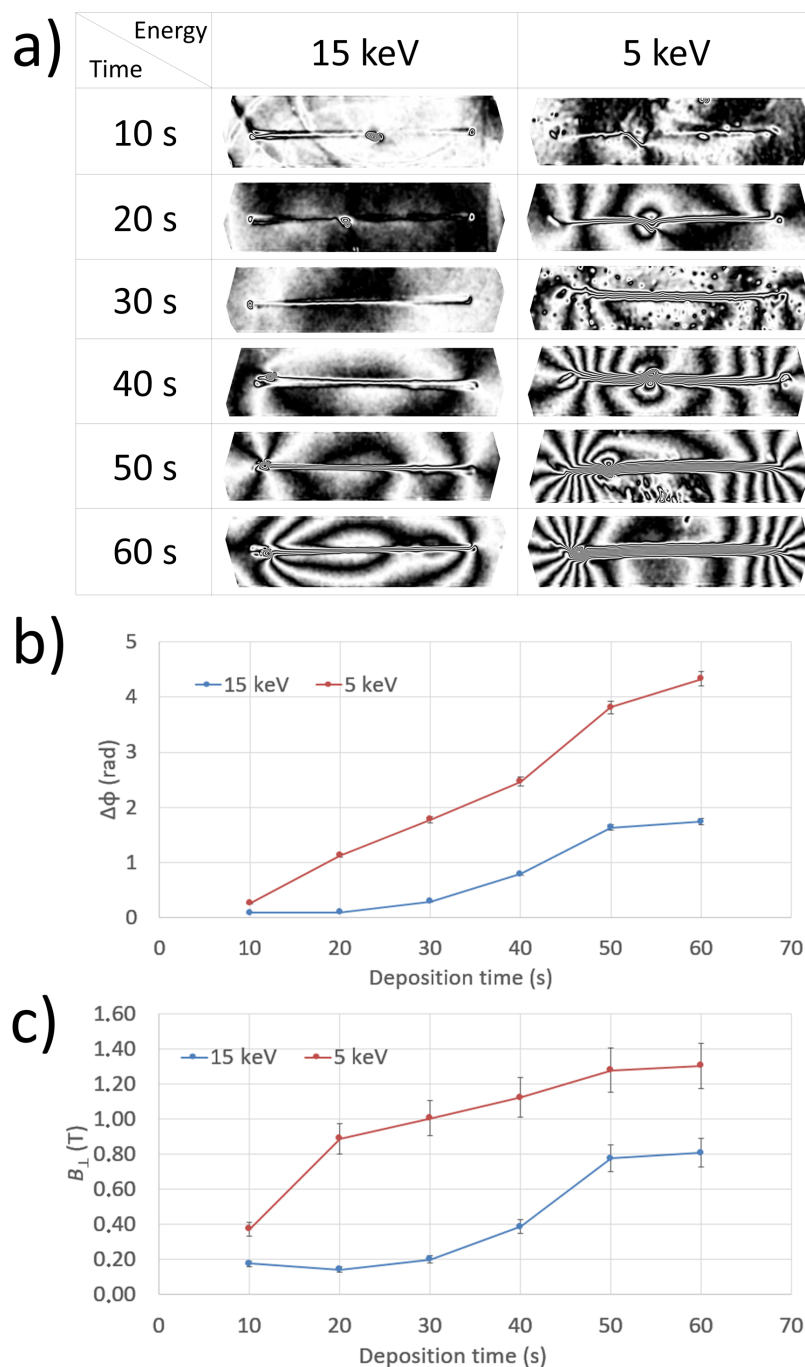 a)
Energy
Time
15 keV
5 keV
10 s
20 s
30 s
40 s
50 s
60 s
b)
5
4
3
2
1
0
Δϕ (rad)
15 keV 5 keV
0 10 20 30 40 50 60 70
Deposition time (s)
c)
1.60
1.40
1.20
1.00
0.80
0.60
0.40
0.20
0.00
B⊥ (T)
15 keV 5 keV
0 10 20 30 40 50 60 70
Deposition time (s)